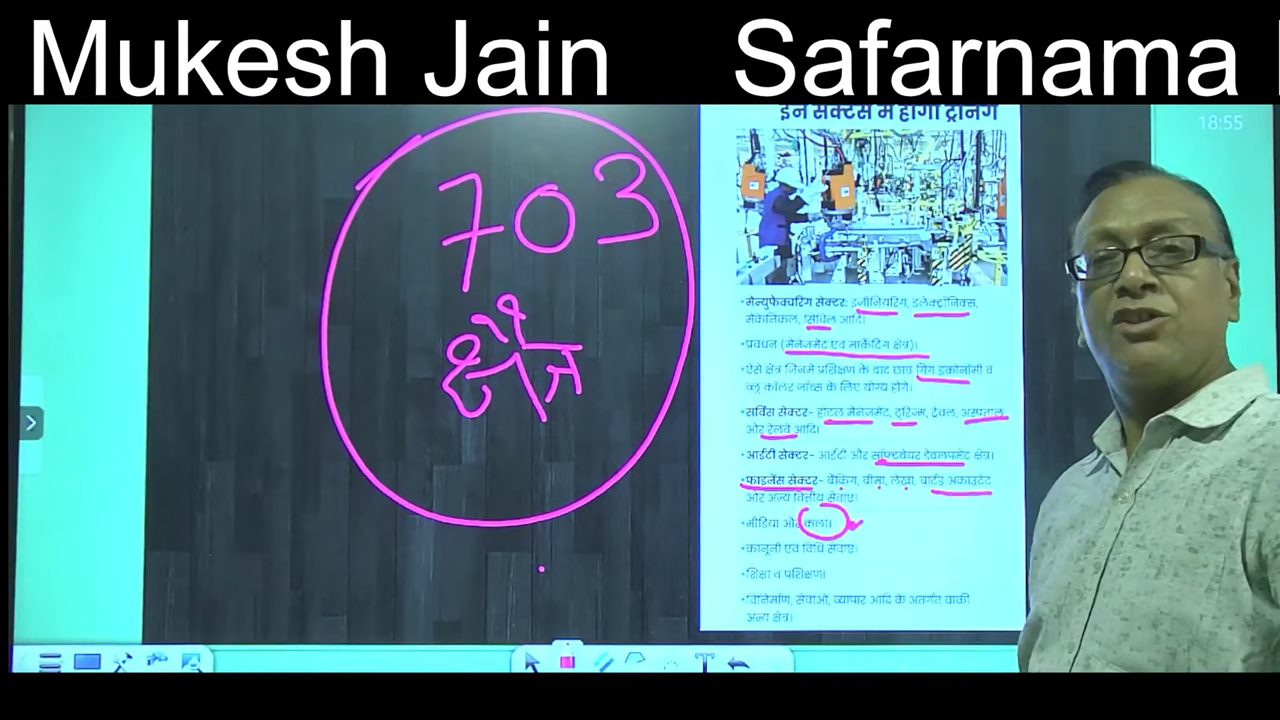 Mukesh Jain Safarnama
इन सेक्टर्स में होगी ट्रेनिंग
18:55
703
क्षेत्र
•मैन्युफेक्चरिंग सेक्टर: इंजीनियरिंग, इलेक्ट्रॉनिक्स,
मेकेनिकल, सिविल आदि।
•प्रबंधन (मैनेजमेंट एवं मार्केटिंग क्षेत्र)।
•ऐसे क्षेत्र जिनमें प्रशिक्षण के बाद छात्र गिग इकोनॉमी व
ब्लू कॉलर जॉब्स के लिए योग्य होंगे।
•सर्विस सेक्टर- होटल मैनेजमेंट, टूरिज्म, ट्रेवल, अस्पताल
और रेलवे आदि।
•आईटी सेक्टर- आईटी और सॉफ्टवेयर डेवलपमेंट क्षेत्र।
•फाइनेंस सेक्टर- बैंकिंग, बीमा, लेखा, चार्टर्ड अकाउंटेंट
और अन्य वित्तीय सेवाएं।
•मीडिया और कला।
•कानूनी एवं विधि सेवाएं।
•शिक्षा व प्रशिक्षण।
•विनिर्माण, सेवाओं, व्यापार आदि के अंतर्गत बाकी
अन्य क्षेत्र।